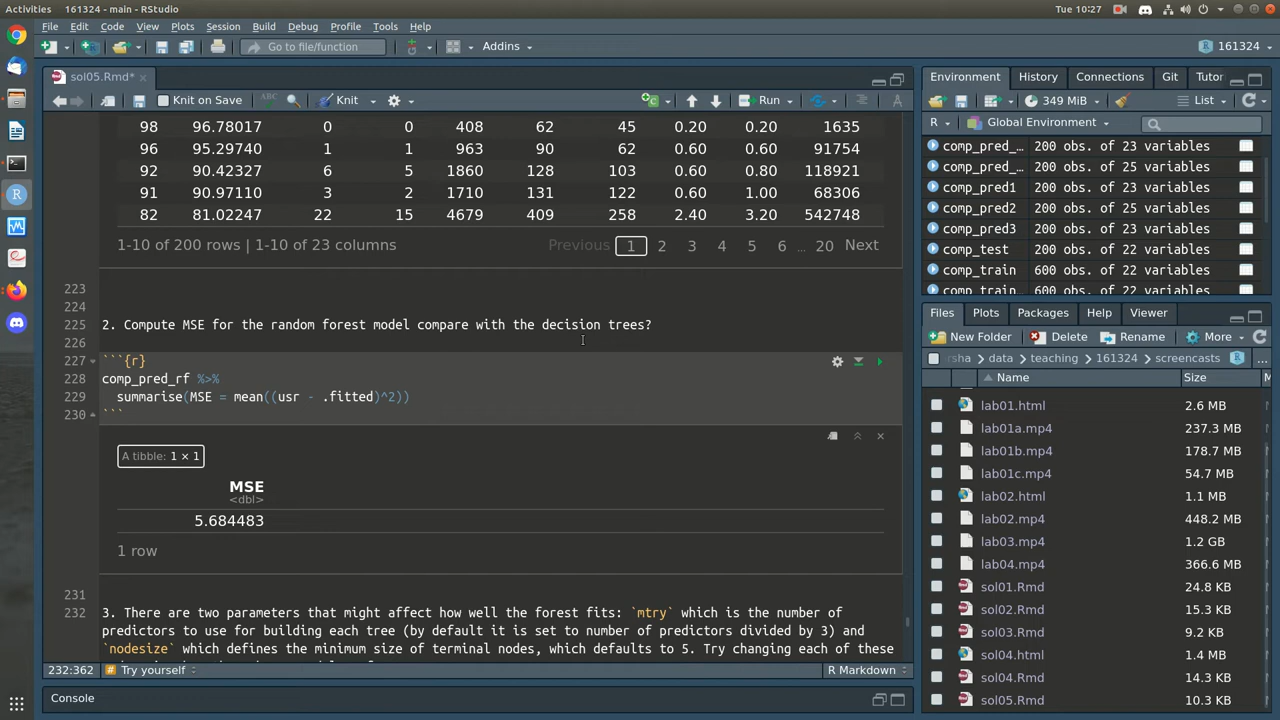 Activities 161324 - main - RStudio Tue 10:27
File Edit Code View Plots Session Build Debug Profile Tools Help
Go to file/function Addins 161324
sol05.Rmd*
Knit on Save ABC Knit Run
98 96.78017 0 0 408 62 45 0.20 0.20 1635
96 95.29740 1 1 963 90 62 0.60 0.60 91754
92 90.42327 6 5 1860 128 103 0.60 0.80 118921
91 90.97110 3 2 1710 131 122 0.60 1.00 68306
82 81.02247 22 15 4679 409 258 2.40 3.20 542748
1-10 of 200 rows | 1-10 of 23 columns Previous 1 2 3 4 5 6 ... 20 Next
223
224
225 2. Compute MSE for the random forest model compare with the decision trees?
226
227 ```{r}
228 comp_pred_rf %>%
229 summarise(MSE = mean((usr - .fitted)^2))
230 ```
A tibble: 1 × 1
MSE
<dbl>
5.684483
1 row
231
232 3. There are two parameters that might affect how well the forest fits: `mtry` which is the number of
predictors to use for building each tree (by default it is set to number of predictors divided by 3) and
`nodesize` which defines the minimum size of terminal nodes, which defaults to 5. Try changing each of these
232:362 # Try yourself R Markdown
Console
Environment History Connections Git Tutor
349 MiB List
R Global Environment
comp_pred_… 200 obs. of 23 variables
comp_pred_… 200 obs. of 25 variables
comp_pred1 200 obs. of 23 variables
comp_pred2 200 obs. of 25 variables
comp_pred3 200 obs. of 23 variables
comp_test 200 obs. of 22 variables
comp_train 600 obs. of 22 variables
comp_train 600 obs. of 22 variables
Files Plots Packages Help Viewer
New Folder Delete Rename More
rsha data teaching 161324 screencasts ...
Name Size M
lab01.html 2.6 MB
lab01a.mp4 237.3 MB
lab01b.mp4 178.7 MB
lab01c.mp4 54.7 MB
lab02.html 1.1 MB
lab02.mp4 448.2 MB
lab03.mp4 1.2 GB
lab04.mp4 366.6 MB
sol01.Rmd 24.8 KB
sol02.Rmd 15.3 KB
sol03.Rmd 9.2 KB
sol04.html 1.4 MB
sol04.Rmd 14.3 KB
sol05.Rmd 10.3 KB